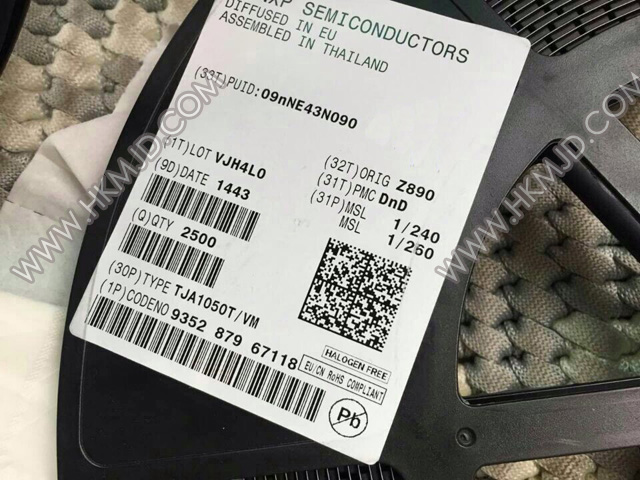 XP SEMICONDUCTORS
DIFFUSED IN EU
ASSEMBLED IN THAILAND
(33T)PUID:09nNE43N090
(1T)LOT VJH4L0
(9D)DATE 1443
(Q)QTY 2500
(30P)TYPE TJA1050T/VM
(1P)CODENO 9352 879 67118
(32T)ORIG Z890
(31T)PMC DnD
(31P)MSL 1/240
MSL 1/260
HALOGEN FREE
EU/CN RoHS COMPLIANT
Pb
WWW.HKMJD.COM
WWW.HKMJD.COM